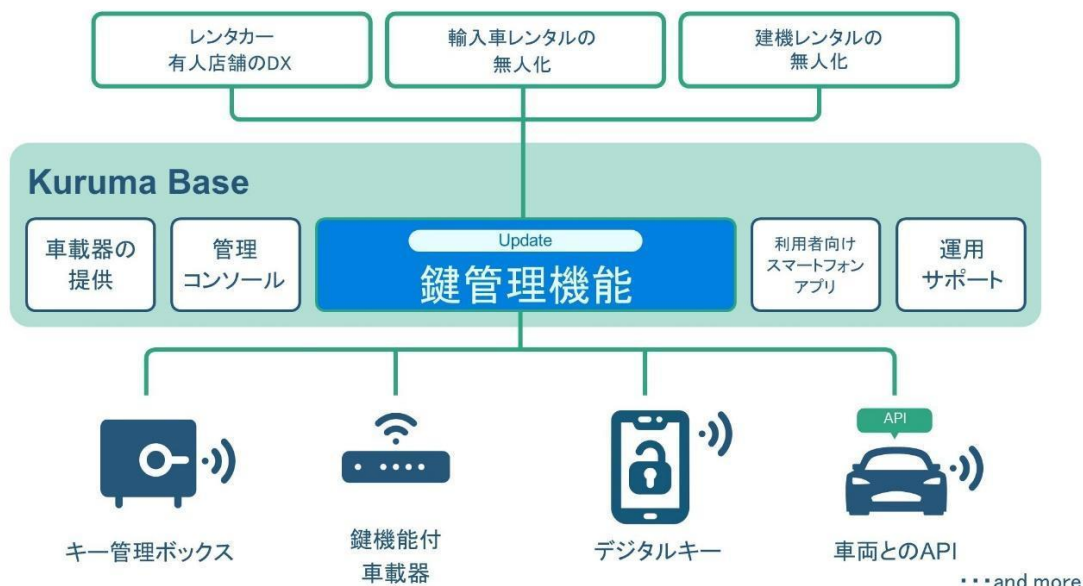 レンタカー
有人店舗のDX
輸入車レンタルの
無人化
建機レンタルの
無人化
Kuruma Base
車載器の
提供
管理
コンソール
Update
鍵管理機能
利用者向け
スマートフォン
アプリ
運用
サポート
キー管理ボックス
鍵機能付
車載器
デジタルキー
API
車両とのAPI
･･･and more